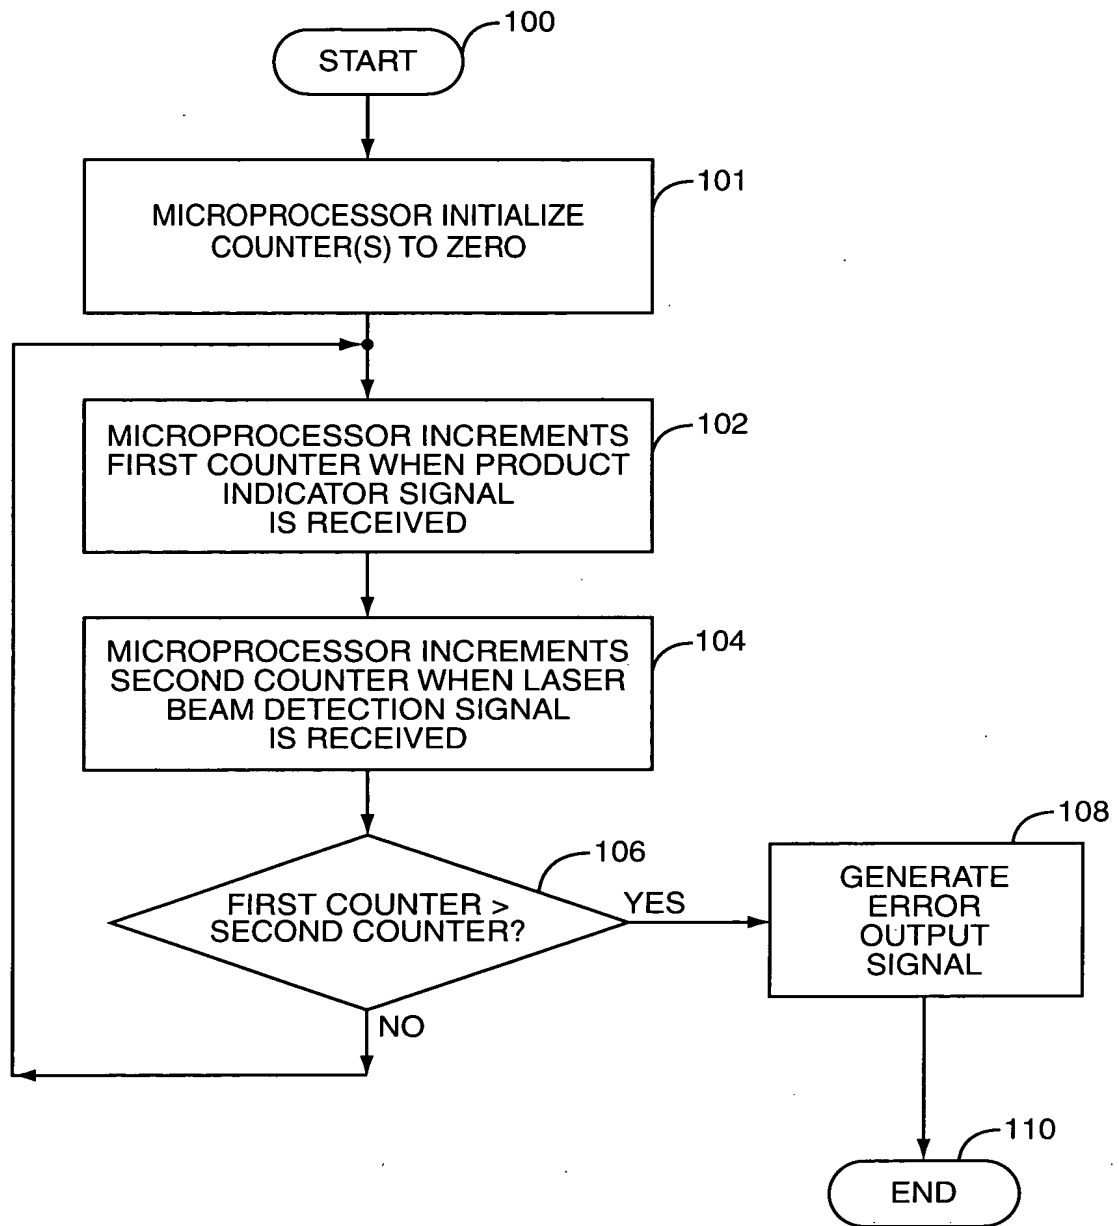 100
START
101
MICROPROCESSOR INITIALIZE
COUNTER(S) TO ZERO
102
MICROPROCESSOR INCREMENTS
FIRST COUNTER WHEN PRODUCT
INDICATOR SIGNAL
IS RECEIVED
104
MICROPROCESSOR INCREMENTS
SECOND COUNTER WHEN LASER
BEAM DETECTION SIGNAL
IS RECEIVED
106
FIRST COUNTER >
SECOND COUNTER?
YES
NO
108
GENERATE
ERROR
OUTPUT
SIGNAL
110
END